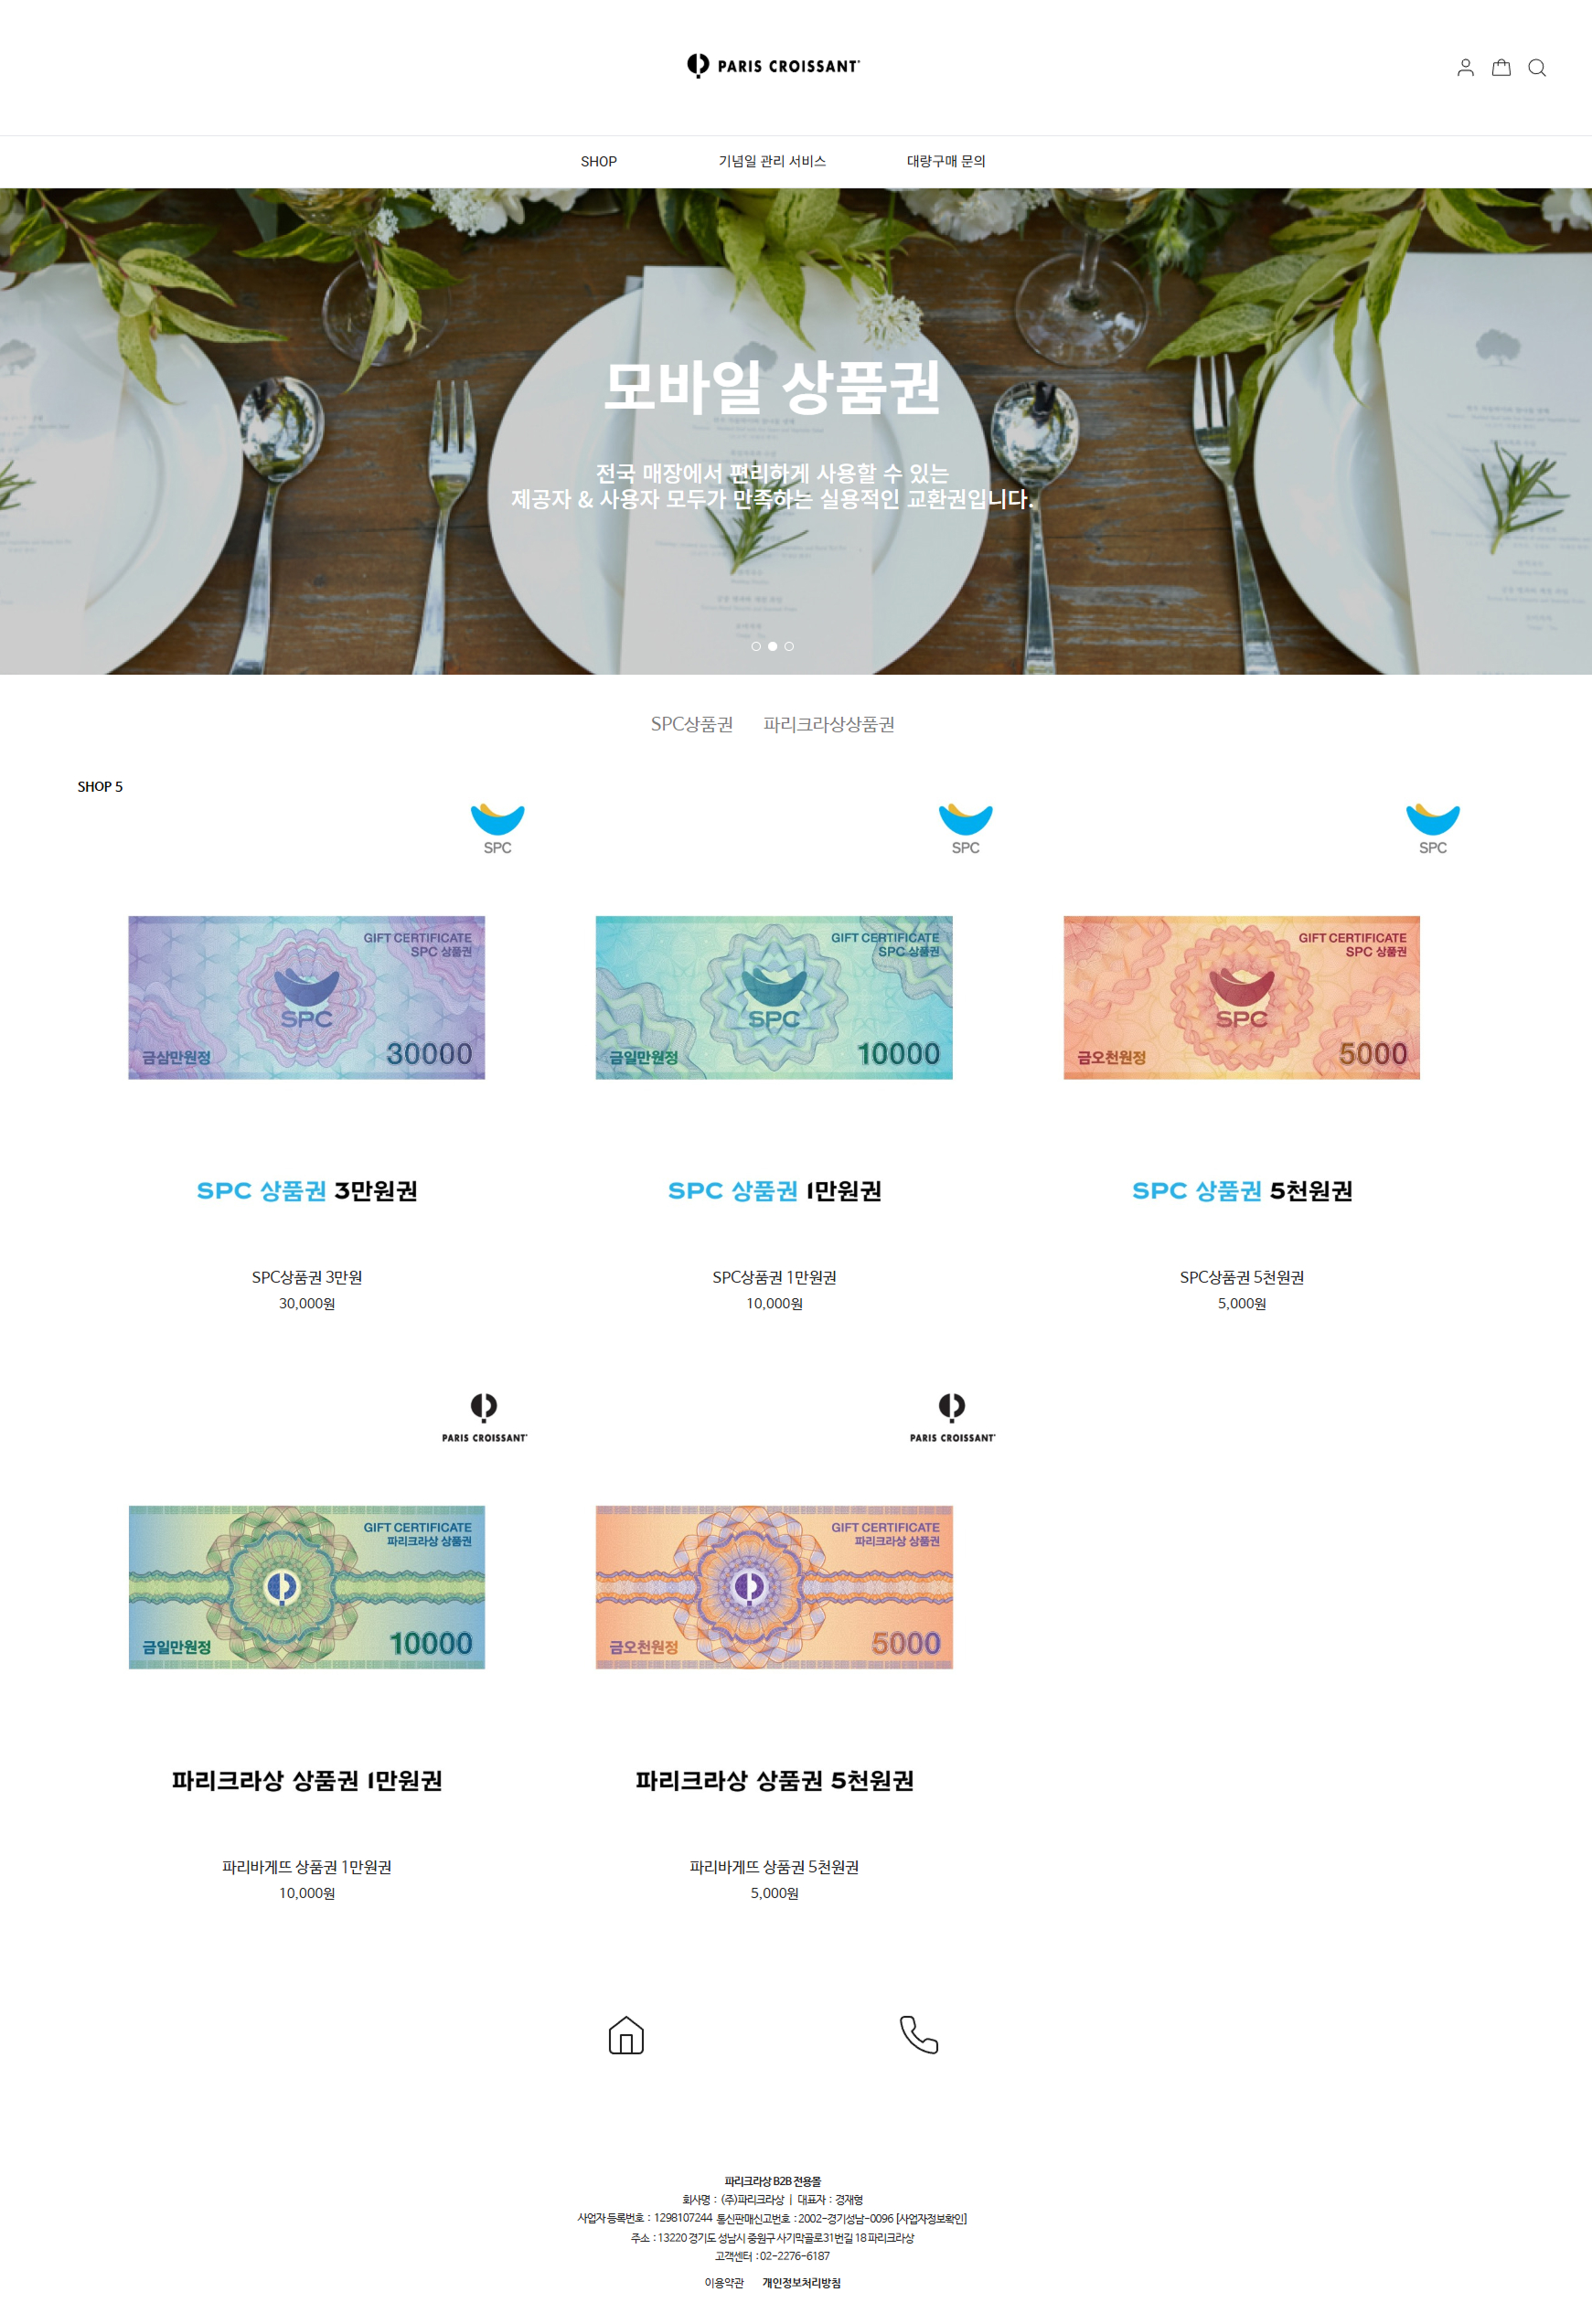 PARIS CROISSANT
SHOP
기념일 관리 서비스
대량구매 문의
모바일 상품권
전국 매장에서 편리하게 사용할 수 있는
제공자 & 사용자 모두가 만족하는 실용적인 교환권입니다.
SPC상품권
파리크라상상품권
SHOP 5
SPC
GIFT CERTIFICATE
SPC 상품권
SPC
금삼만원정
30000
SPC 상품권 3만원권
SPC상품권 3만원
30,000원
SPC
GIFT CERTIFICATE
SPC 상품권
SPC
금일만원정
10000
SPC 상품권 1만원권
SPC상품권 1만원권
10,000원
SPC
GIFT CERTIFICATE
SPC 상품권
SPC
금오천원정
5000
SPC 상품권 5천원권
SPC상품권 5천원권
5,000원
PARIS CROISSANT
GIFT CERTIFICATE
파리크라상 상품권
금일만원정
10000
파리크라상 상품권 1만원권
파리바게뜨 상품권 1만원권
10,000원
PARIS CROISSANT
GIFT CERTIFICATE
파리크라상 상품권
금오천원정
5000
파리크라상 상품권 5천원권
파리바게뜨 상품권 5천원권
5,000원
파리크라상 B2B 전용몰
회사명 : (주)파리크라상 | 대표자 : 경재형
사업자 등록번호 : 1298107244 통신판매신고번호 : 2002-경기성남-0096 [사업자정보확인]
주소 : 13220 경기도 성남시 중원구 사기막골로31번길 18 파리크라상
고객센터 : 02-2276-6187
이용약관 개인정보처리방침